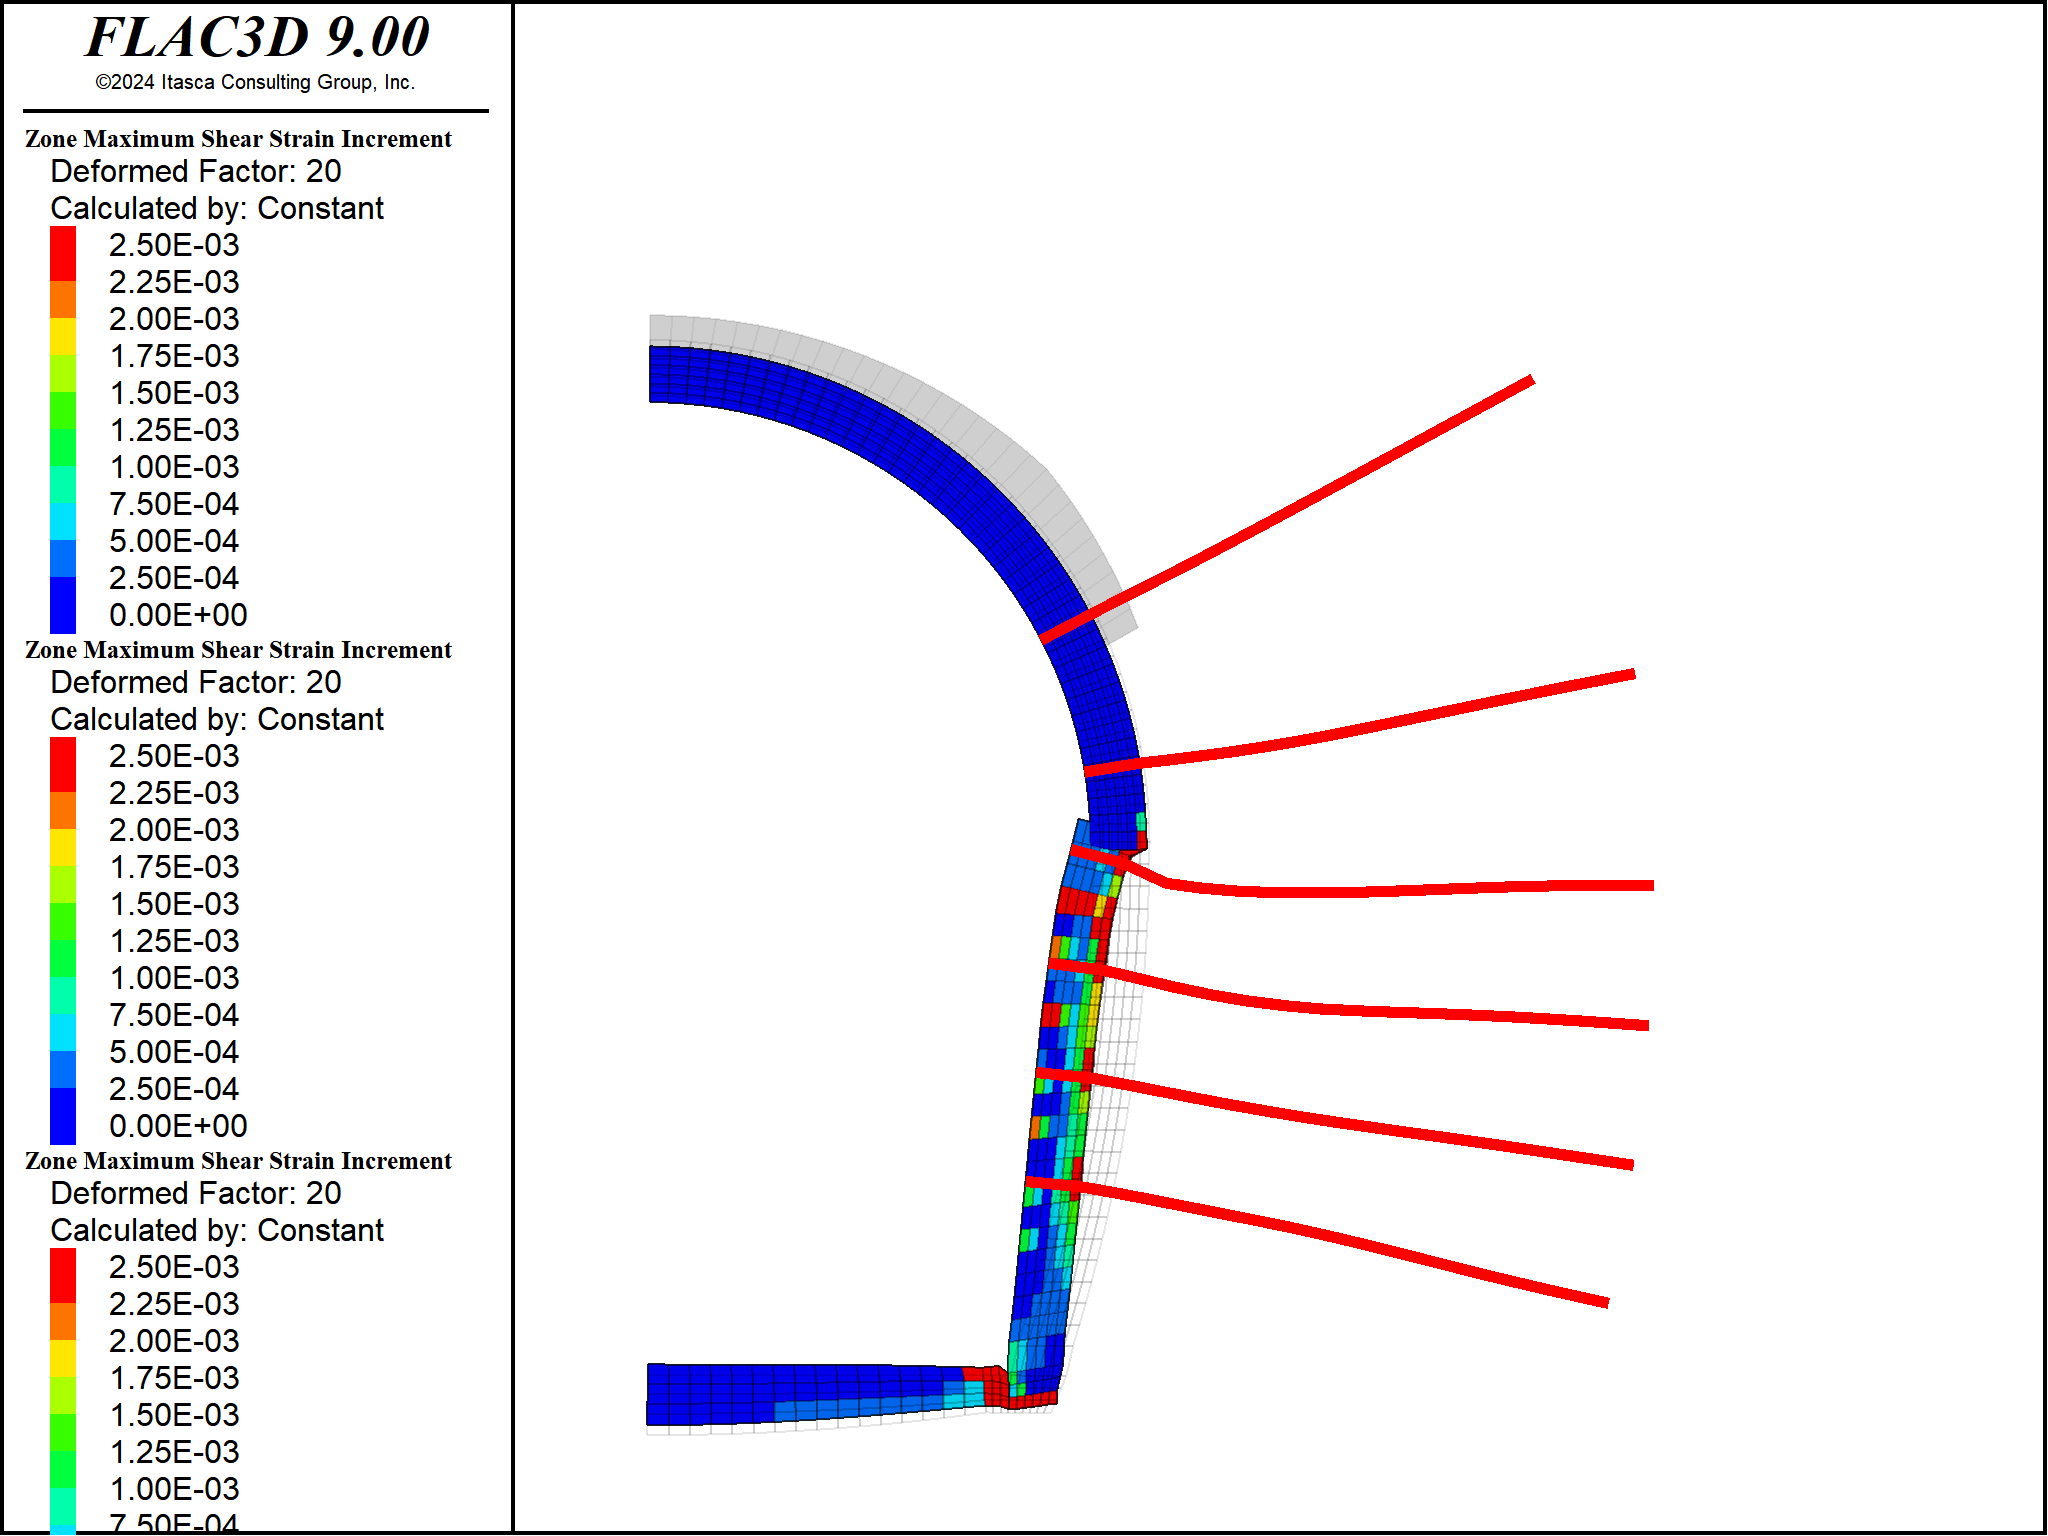 FLAC3D 9.00
©2024 Itasca Consulting Group, Inc.
Zone Maximum Shear Strain Increment
Deformed Factor: 20
Calculated by: Constant
2.50E-03
2.25E-03
2.00E-03
1.75E-03
1.50E-03
1.25E-03
1.00E-03
7.50E-04
5.00E-04
2.50E-04
0.00E+00
Zone Maximum Shear Strain Increment
Deformed Factor: 20
Calculated by: Constant
2.50E-03
2.25E-03
2.00E-03
1.75E-03
1.50E-03
1.25E-03
1.00E-03
7.50E-04
5.00E-04
2.50E-04
0.00E+00
Zone Maximum Shear Strain Increment
Deformed Factor: 20
Calculated by: Constant
2.50E-03
2.25E-03
2.00E-03
1.75E-03
1.50E-03
1.25E-03
1.00E-03
7.50E-04